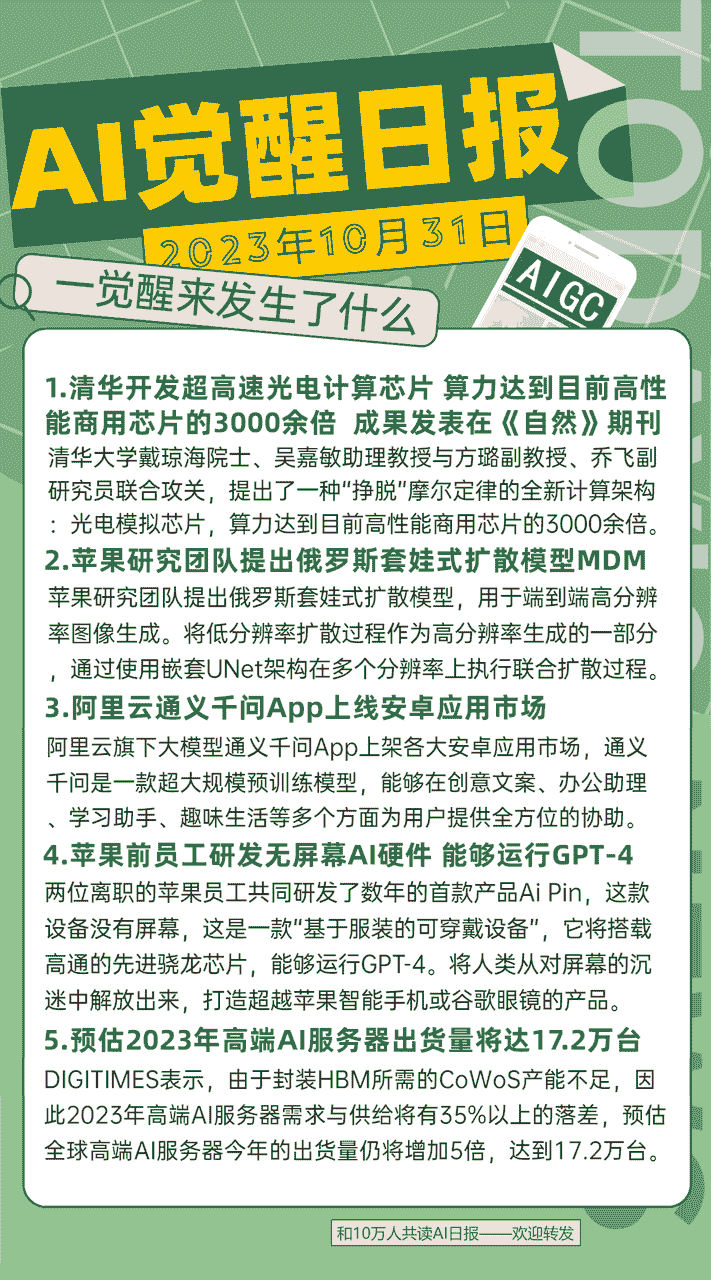 AI觉醒日报
2023年10月31日
AIGC
一觉醒来发生了什么
1.清华开发超高速光电计算芯片 算力达到目前高性
能商用芯片的3000余倍 成果发表在《自然》期刊
清华大学戴琼海院士、吴嘉敏助理教授与方璐副教授、乔飞副
研究员联合攻关，提出了一种“挣脱”摩尔定律的全新计算架构
：光电模拟芯片，算力达到目前高性能商用芯片的3000余倍。
2.苹果研究团队提出俄罗斯套娃式扩散模型MDM
苹果研究团队提出俄罗斯套娃式扩散模型，用于端到端高分辨
率图像生成。将低分辨率扩散过程作为高分辨率生成的一部分
，通过使用嵌套UNet架构在多个分辨率上执行联合扩散过程。
3.阿里云通义千问App上线安卓应用市场
阿里云旗下大模型通义千问App上架各大安卓应用市场，通义
千问是一款超大规模预训练模型，能够在创意文案、办公助理
、学习助手、趣味生活等多个方面为用户提供全方位的协助。
4.苹果前员工研发无屏幕AI硬件 能够运行GPT-4
两位离职的苹果员工共同研发了数年的首款产品Ai Pin，这款
设备没有屏幕，这是一款“基于服装的可穿戴设备”，它将搭载
高通的先进骁龙芯片，能够运行GPT-4。将人类从对屏幕的沉
迷中解放出来，打造超越苹果智能手机或谷歌眼镜的产品。
5.预估2023年高端AI服务器出货量将达17.2万台
DIGITIMES表示，由于封装HBM所需的CoWoS产能不足，因
此2023年高端AI服务器需求与供给将有35%以上的落差，预估
全球高端AI服务器今年的出货量仍将增加5倍，达到17.2万台。
和10万人共读AI日报——欢迎转发